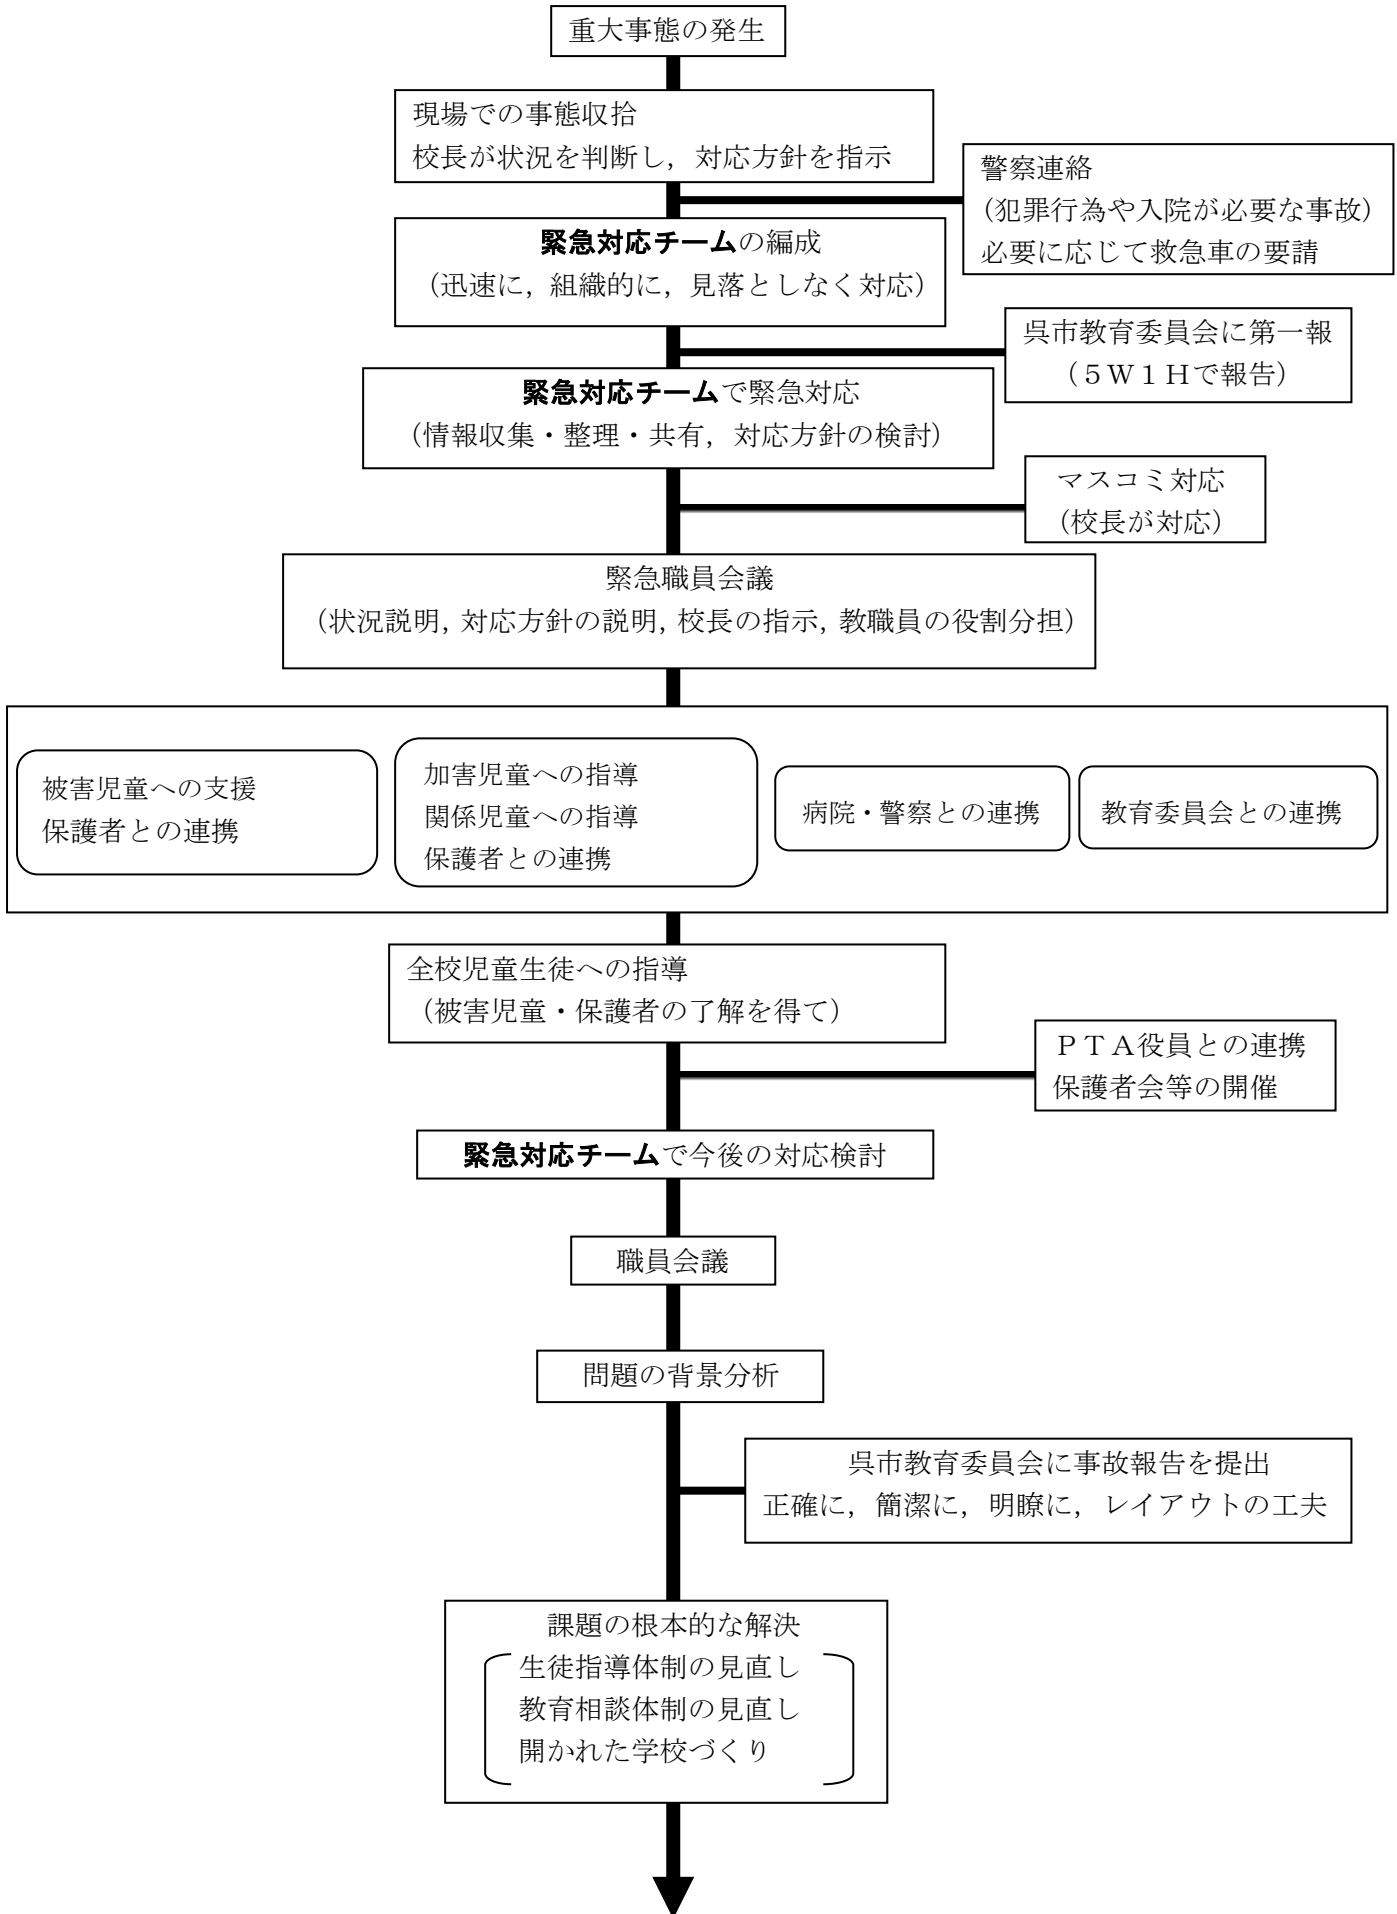 重大事態の発生
現場での事態収拾
校長が状況を判断し，対応方針を指示
警察連絡
(犯罪行為や入院が必要な事故)
必要に応じて救急車の要請
緊急対応チームの編成
（迅速に，組織的に，見落としなく対応）
呉市教育委員会に第一報
（５Ｗ１Ｈで報告）
緊急対応チームで緊急対応
（情報収集・整理・共有，対応方針の検討）
マスコミ対応
（校長が対応）
緊急職員会議
（状況説明，対応方針の説明，校長の指示，教職員の役割分担）
被害児童への支援
保護者との連携
加害児童への指導
関係児童への指導
保護者との連携
病院・警察との連携
教育委員会との連携
全校児童生徒への指導
（被害児童・保護者の了解を得て）
ＰＴＡ役員との連携
保護者会等の開催
緊急対応チームで今後の対応検討
職員会議
問題の背景分析
呉市教育委員会に事故報告を提出
正確に，簡潔に，明瞭に，レイアウトの工夫
課題の根本的な解決
生徒指導体制の見直し
教育相談体制の見直し
開かれた学校づくり